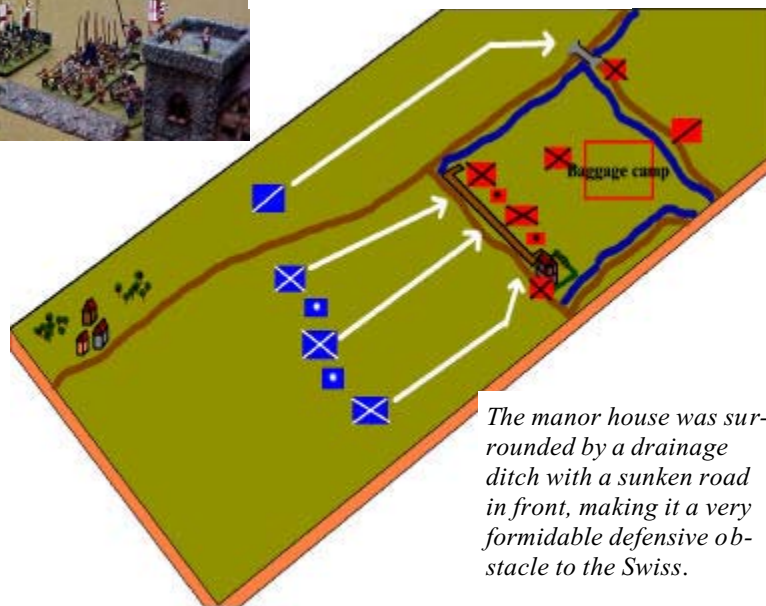 Baggage camp
The manor house was sur-
rounded by a drainage
ditch with a sunken road
in front, making it a very
formidable defensive ob-
stacle to the Swiss.